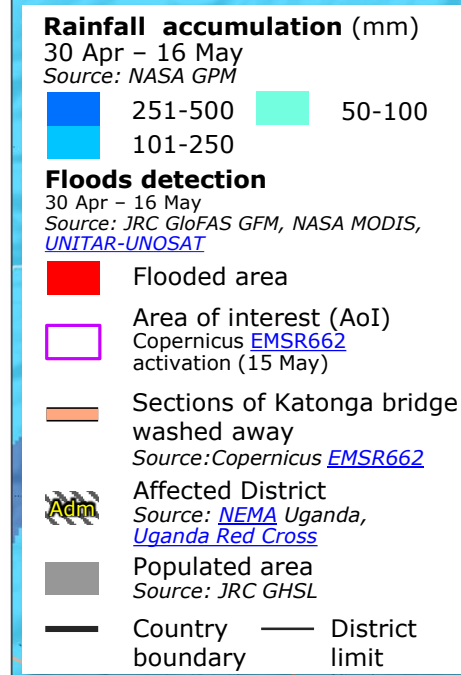 Rainfall accumulation (mm)
30 Apr – 16 May
Source: NASA GPM
251-500 50-100
101-250
Floods detection
30 Apr – 16 May
Source: JRC GloFAS GFM, NASA MODIS,
UNITAR-UNOSAT
Flooded area
Area of interest (AoI)
Copernicus EMSR662
activation (15 May)
Sections of Katonga bridge
washed away
Source:Copernicus EMSR662
Adm
Affected District
Source: NEMA Uganda,
Uganda Red Cross
Populated area
Source: JRC GHSL
Country District
boundary limit